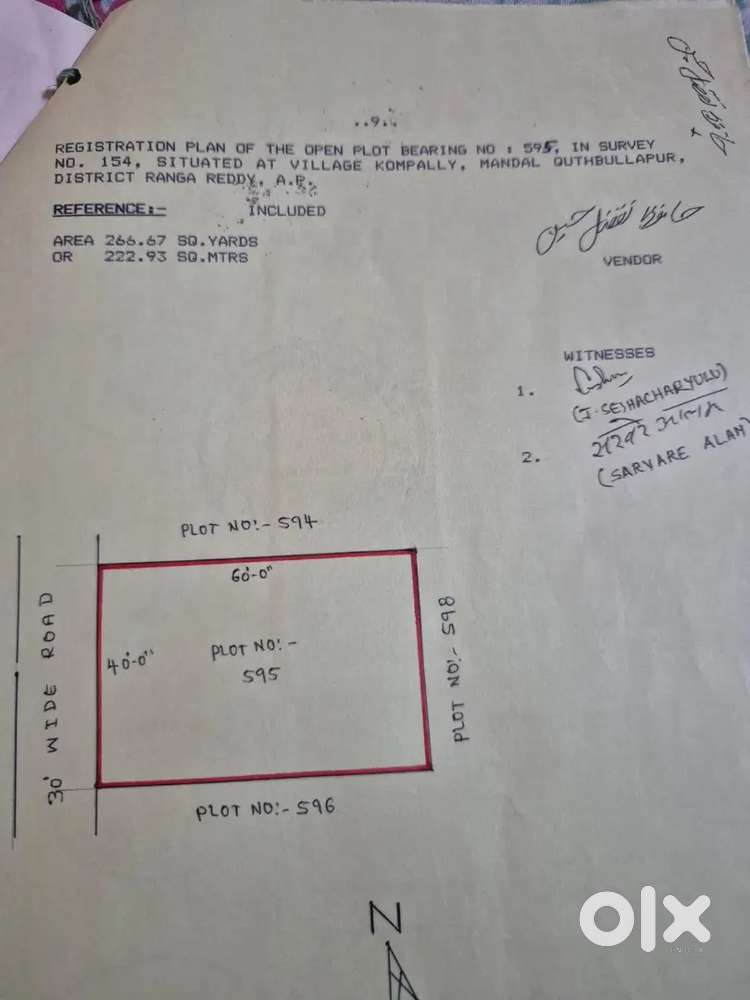 ..9..
REGISTRATION PLAN OF THE OPEN PLOT BEARING NO : 595, IN SURVEY
NO. 154, SITUATED AT VILLAGE KOMPALLY, MANDAL QUTHBULLAPUR,
DISTRICT RANGA REDDY, A.P.
REFERENCE:- INCLUDED
AREA 266.67 SQ.YARDS
OR 222.93 SQ.MTRS
VENDOR
WITNESSES
1.
(J. SESHACHARYULU)
2.
(SARVARE ALAM)
PLOT NO:- 594
60'-0"
40'-0"
PLOT NO:-
595
30' WIDE ROAD
PLOT NO:- 598
PLOT NO:- 596
N
olx